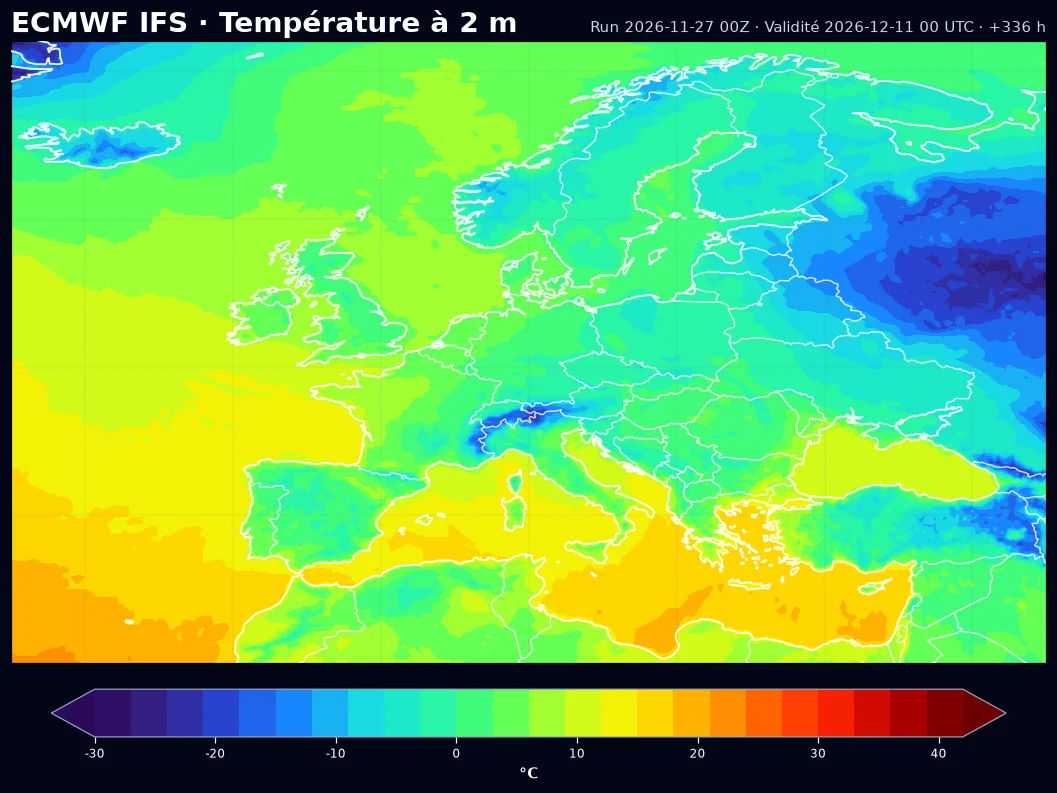 ECMWF IFS · Température à 2 m
Run 2026-11-27 00Z · Validité 2026-12-11 00 UTC · +336 h
-30 -20 -10 0 10 20 30 40
°C